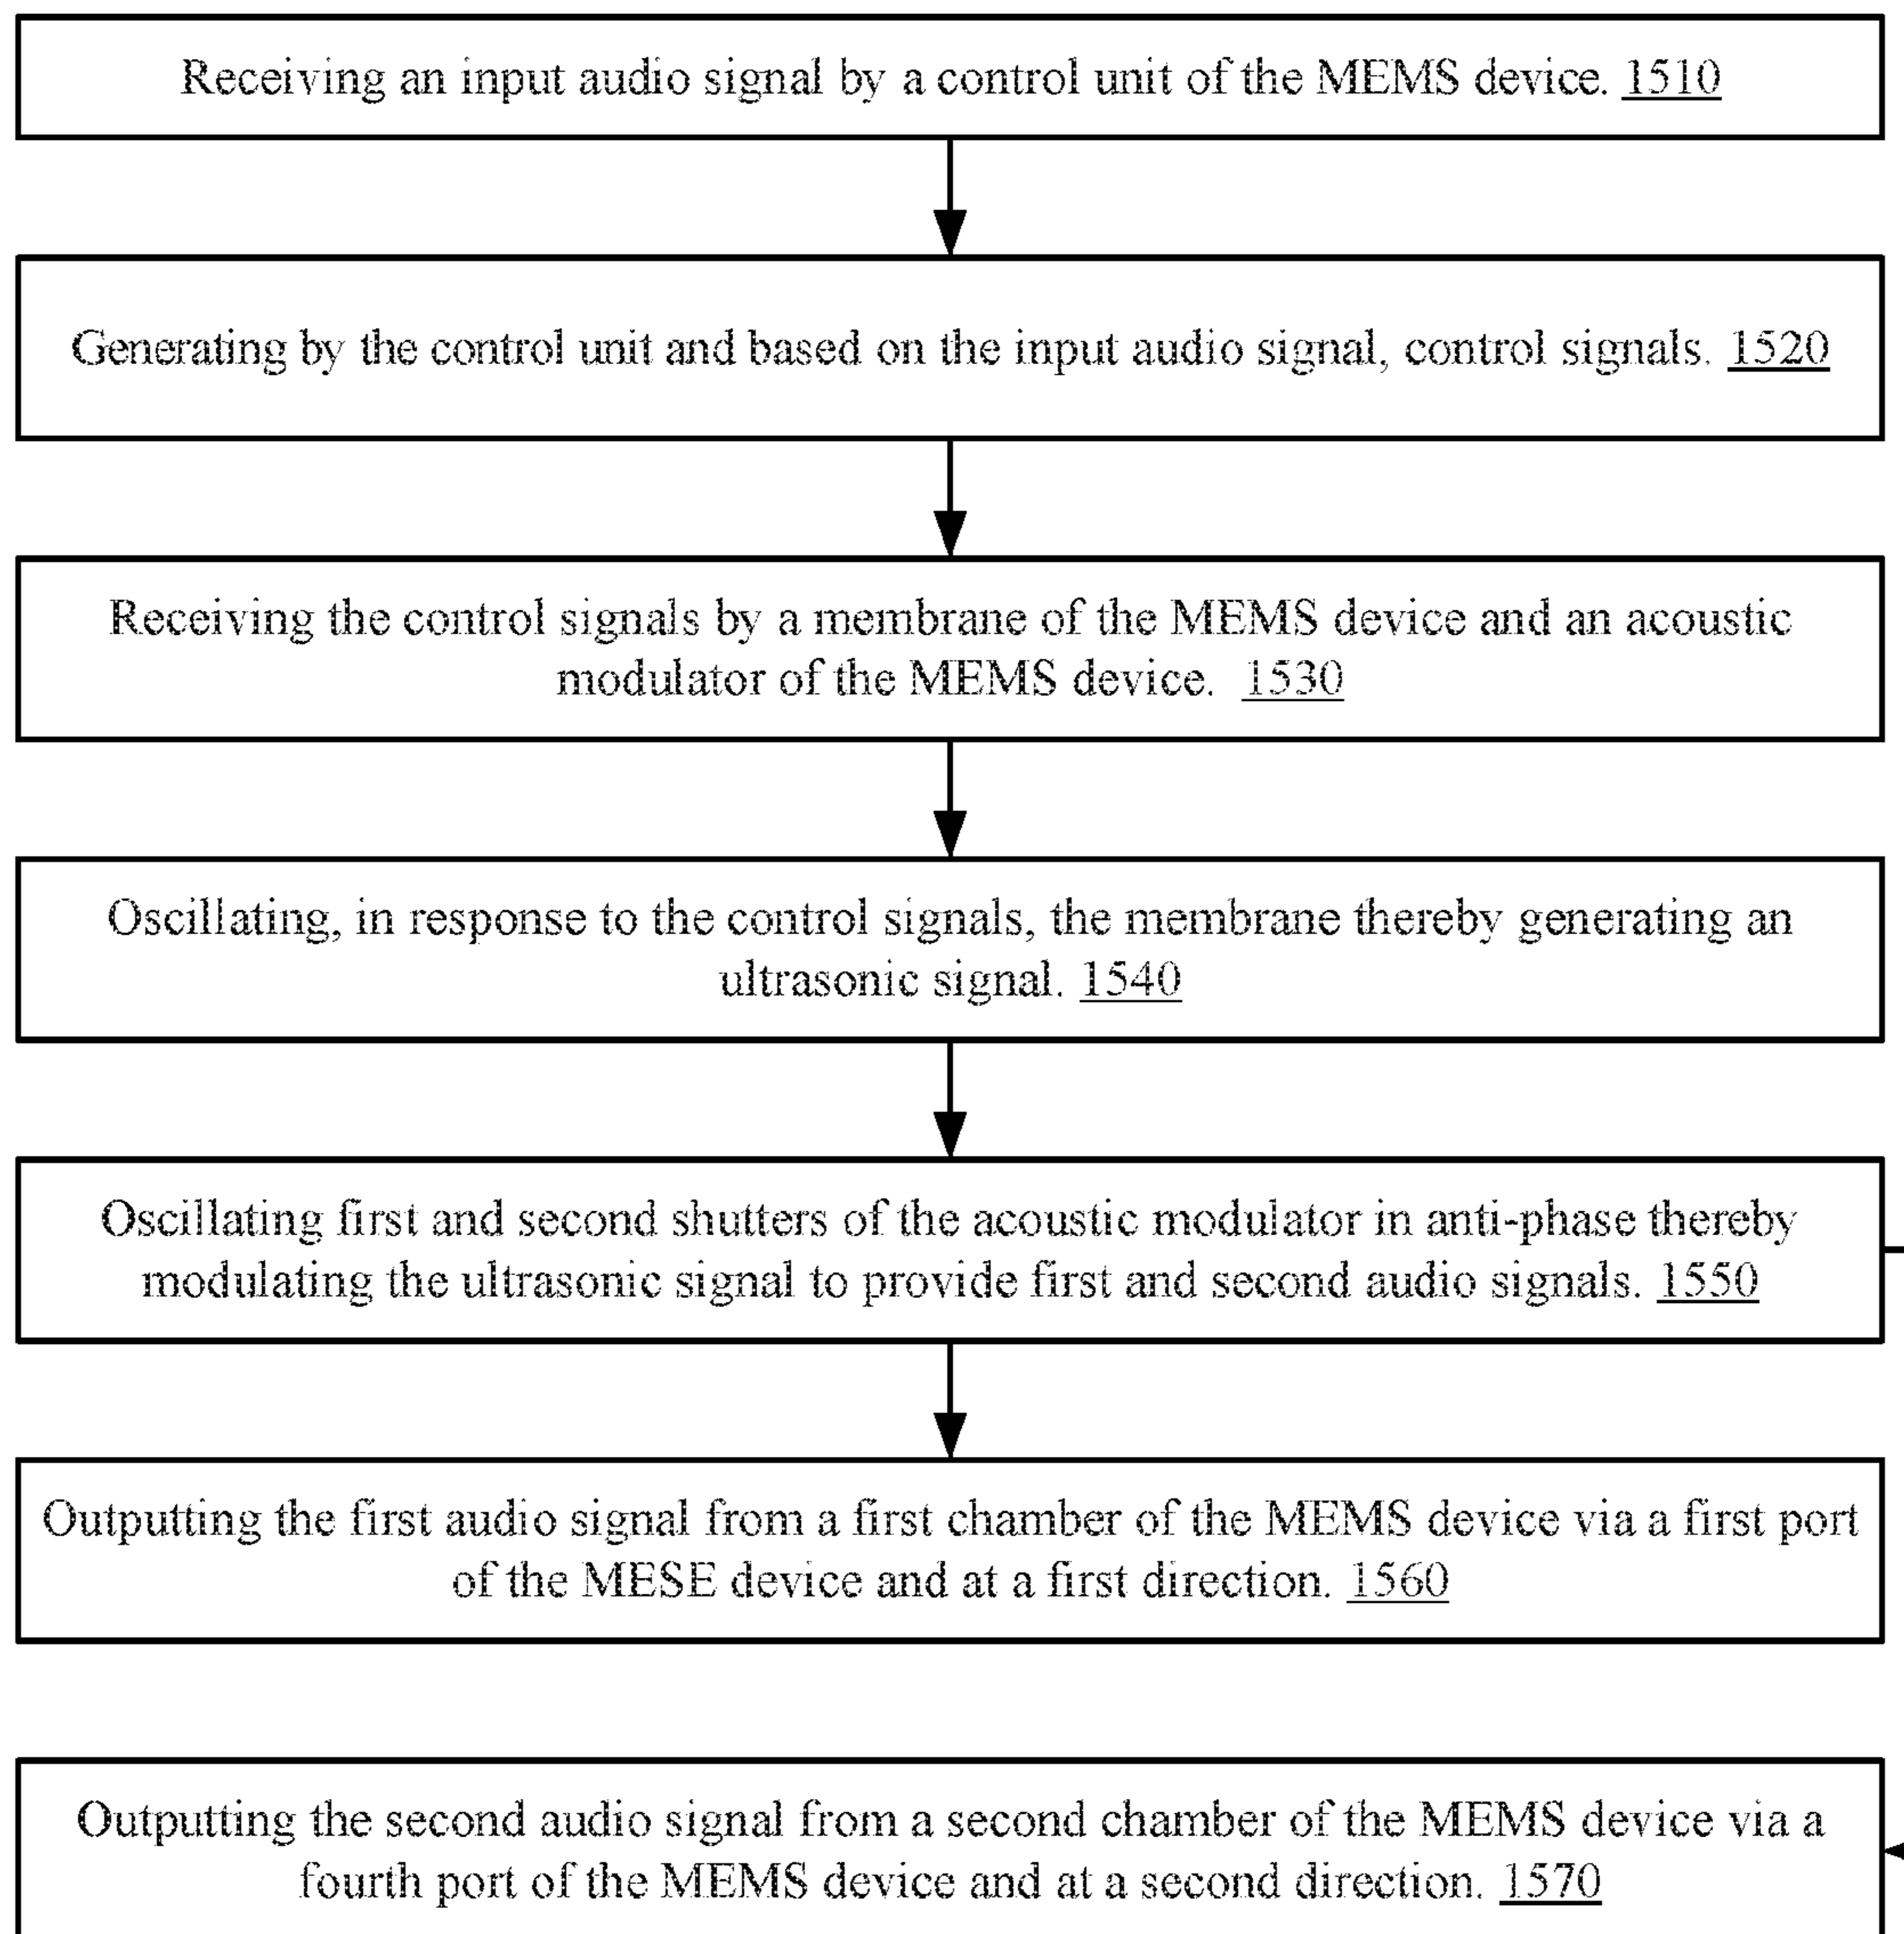 Receiving an input audio signal by a control unit of the MEMS device. 1510
Generating by the control unit and based on the input audio signal, control signals. 1520
Receiving the control signals by a membrane of the MEMS device and an acoustic
modulator of the MEMS device. 1530
Oscillating, in response to the control signals, the membrane thereby generating an
ultrasonic signal. 1540
Oscillating first and second shutters of the acoustic modulator in anti-phase thereby
modulating the ultrasonic signal to provide first and second audio signals. 1550
Outputting the first audio signal from a first chamber of the MEMS device via a first port
of the MESE device and at a first direction. 1560
Outputting the second audio signal from a second chamber of the MEMS device via a
fourth port of the MEMS device and at a second direction. 1570